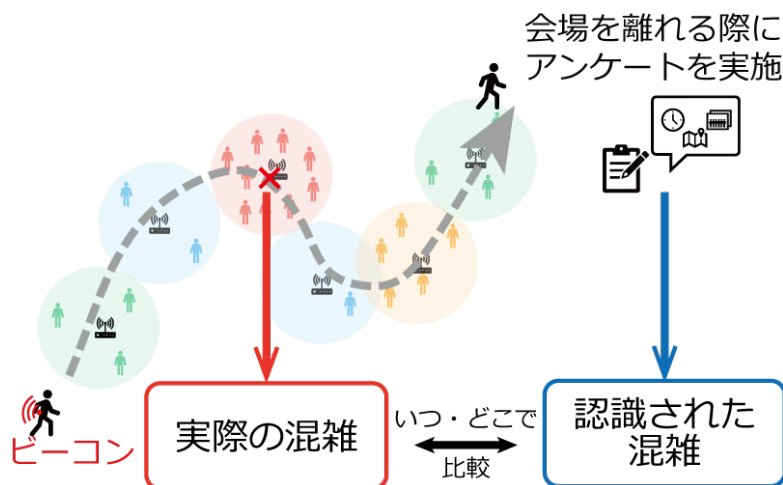 会場を離れる際に
アンケートを実施
ビーコン
実際の混雑
いつ・どこで
比較
認識された
混雑